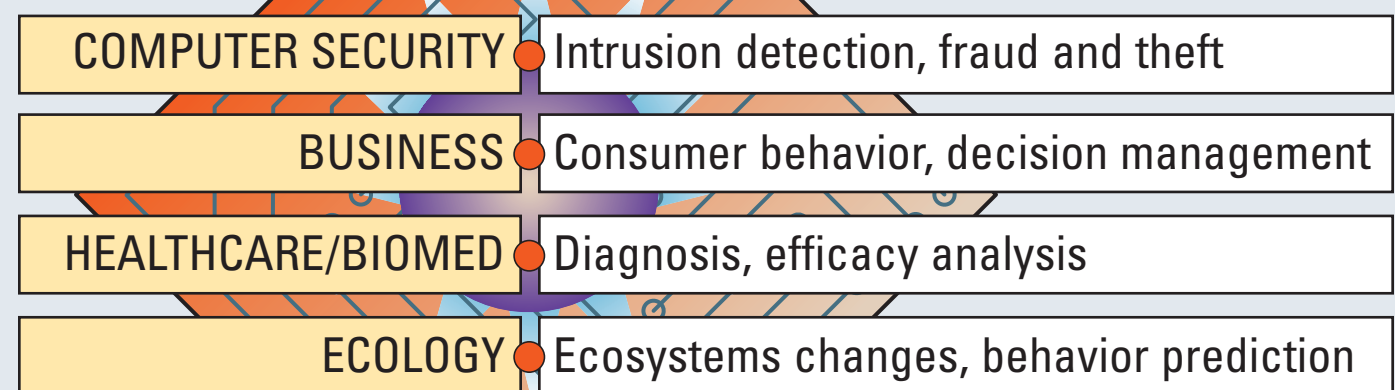 COMPUTER SECURITY Intrusion detection, fraud and theft
BUSINESS Consumer behavior, decision management
HEALTHCARE/BIOMED Diagnosis, efficacy analysis
ECOLOGY Ecosystems changes, behavior prediction